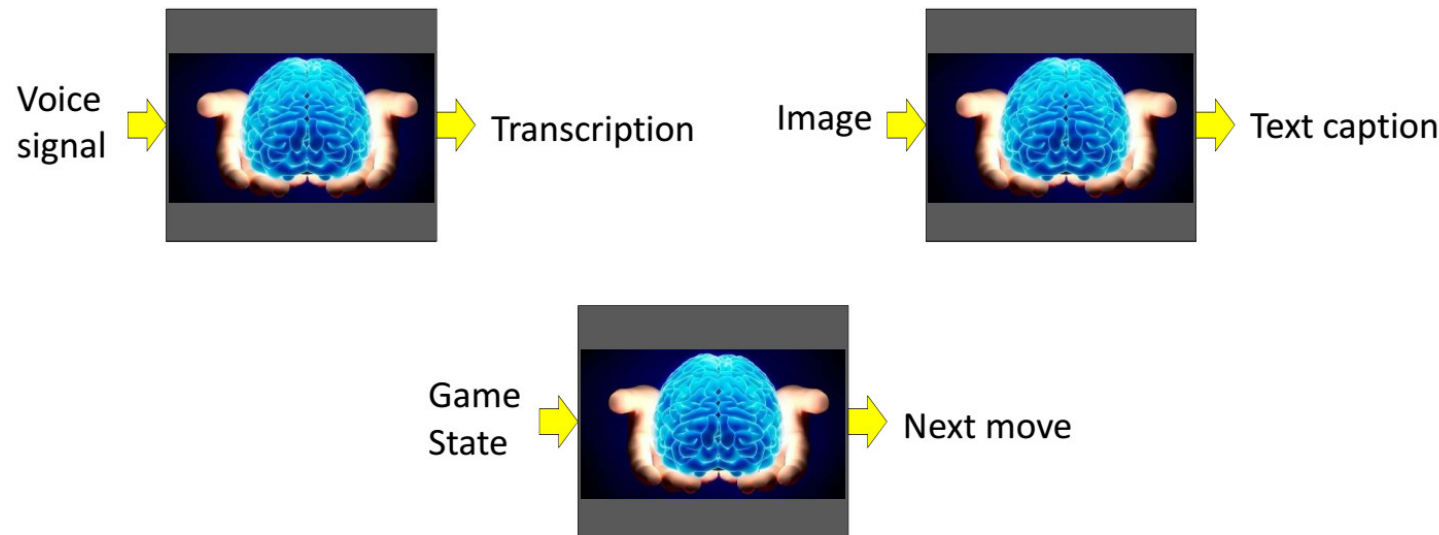 Voice
signal
Transcription
Image
Text caption
Game
State
Next move